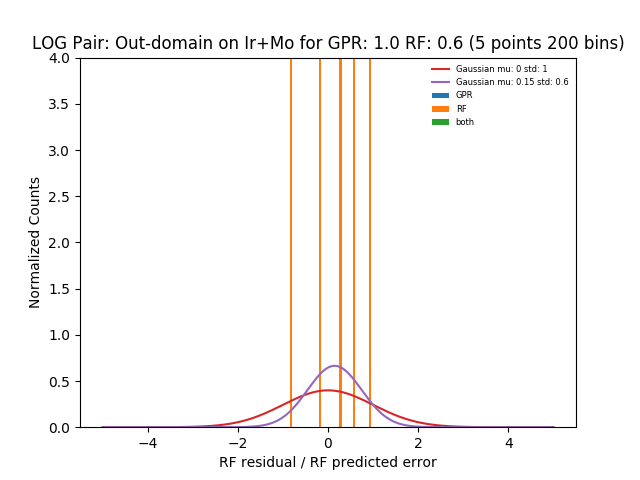 LOG Pair: Out-domain on Ir+Mo for GPR: 1.0 RF: 0.6 (5 points 200 bins)
Gaussian mu: 0 std: 1
Gaussian mu: 0.15 std: 0.6
GPR
RF
both
Normalized Counts
4.0
3.5
3.0
2.5
2.0
1.5
1.0
0.5
0.0
−4 −2 0 2 4
RF residual / RF predicted error